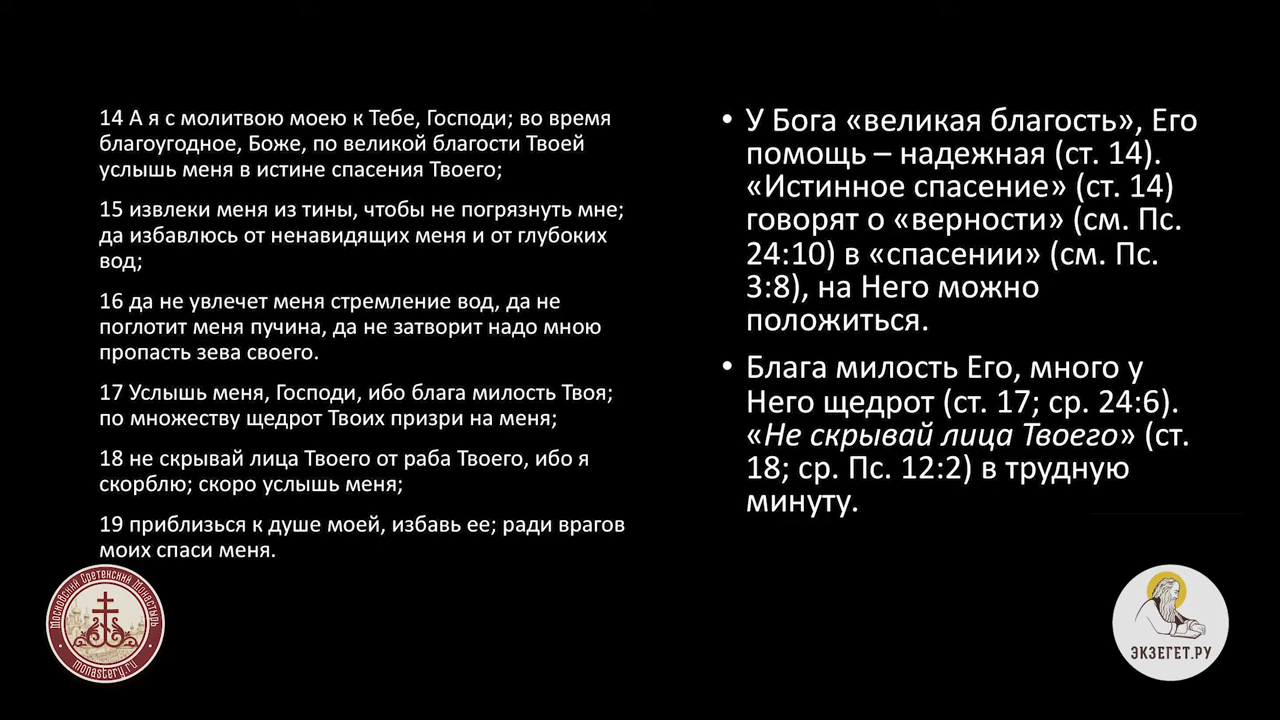 14 А я с молитвою моею к Тебе, Господи; во время
благоугодное, Боже, по великой благости Твоей
услышь меня в истине спасения Твоего;
15 извлеки меня из тины, чтобы не погрязнуть мне;
да избавлюсь от ненавидящих меня и от глубоких
вод;
16 да не увлечет меня стремление вод, да не
поглотит меня пучина, да не затворит надо мною
пропасть зева своего.
17 Услышь меня, Господи, ибо блага милость Твоя;
по множеству щедрот Твоих призри на меня;
18 не скрывай лица Твоего от раба Твоего, ибо я
скорблю; скоро услышь меня;
19 приблизься к душе моей, избавь ее; ради врагов
моих спаси меня.
• У Бога «великая благость», Его
помощь – надежная (ст. 14).
«Истинное спасение» (ст. 14)
говорят о «верности» (см. Пс.
24:10) в «спасении» (см. Пс.
3:8), на Него можно
положиться.
• Блага милость Его, много у
Него щедрот (ст. 17; ср. 24:6).
«Не скрывай лица Твоего» (ст.
18; ср. Пс. 12:2) в трудную
минуту.
Московский Сретенский Монастырь
monastery.ru
ЭКЗЕГЕТ.РУ